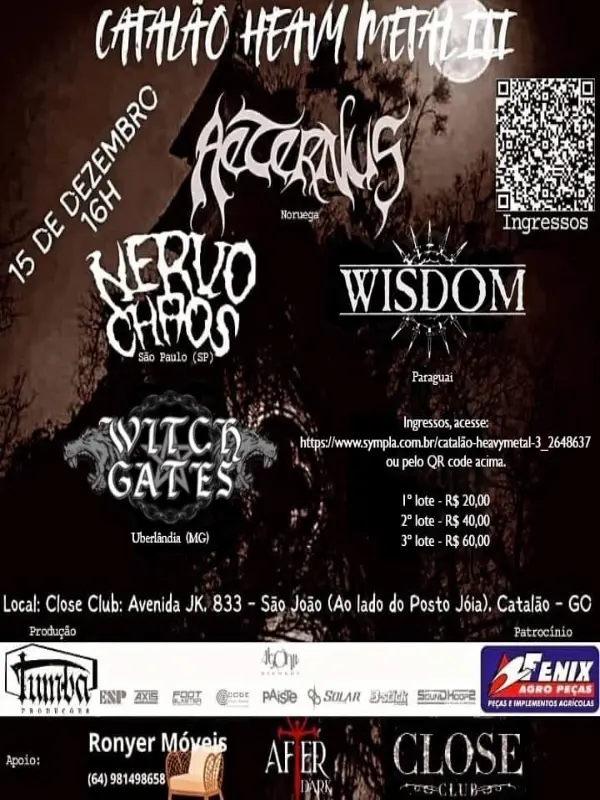 CATALÃO HEAVY METAL III
15 DE DEZEMBRO
16H
AETERNUS
Noruega
Ingressos
NERVO
CHAOS
São Paulo (SP)
WISDOM
Paraguai
WITCH
GATES
Uberlândia (MG)
Ingressos, acesse:
https://www.sympla.com.br/catalão-heavymetal-3_2648637
ou pelo QR code acima.
1º lote - R$ 20,00
2º lote - R$ 40,00
3º lote - R$ 60,00
Local: Close Club: Avenida JK, 833 - São João (Ao lado do Posto Jóia), Catalão - GO
Produção
Patrocínio
Tumba
PRODUÇÕES
ESP
AXIS
FOOT
BLASTER
PAiSTe
SOLAR
B-stick
FENIX
AGRO PEÇAS
PEÇAS E IMPLEMENTOS AGRÍCOLAS
Apoio:
Ronyer Móveis
(64) 981498658
AFTER
DARK
CLOSE
CLUB